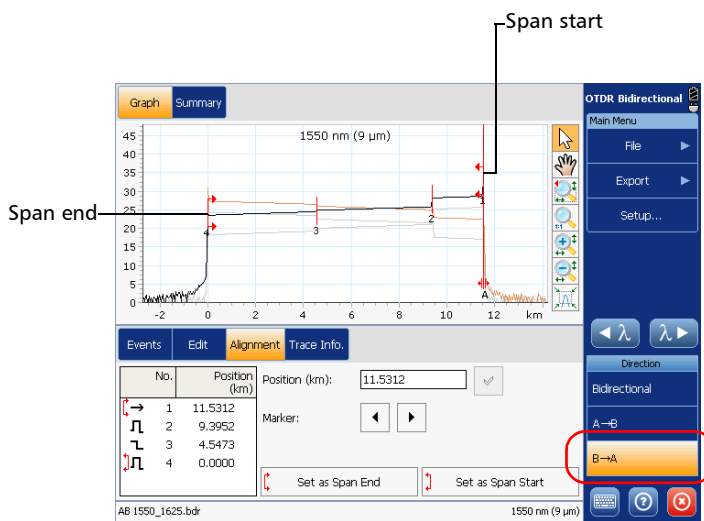 Span start
Span end
Graph
Summary
1550 nm (9 µm)
45
40
35
30
25
20
15
10
5
0
-2 0 2 4 6 8 10 12 km
4
3
2
1
A
Events
Edit
Alignment
Trace Info.
No. Position (km)
1 11.5312
2 9.3952
3 4.5473
4 0.0000
Position (km): 11.5312
Marker:
Set as Span End
Set as Span Start
AB 1550_1625.bdr
1550 nm (9 µm)
OTDR Bidirectional
Main Menu
File
Export
Setup...
1:1
◄ λ
λ ►
Direction
Bidirectional
A→B
B→A
?